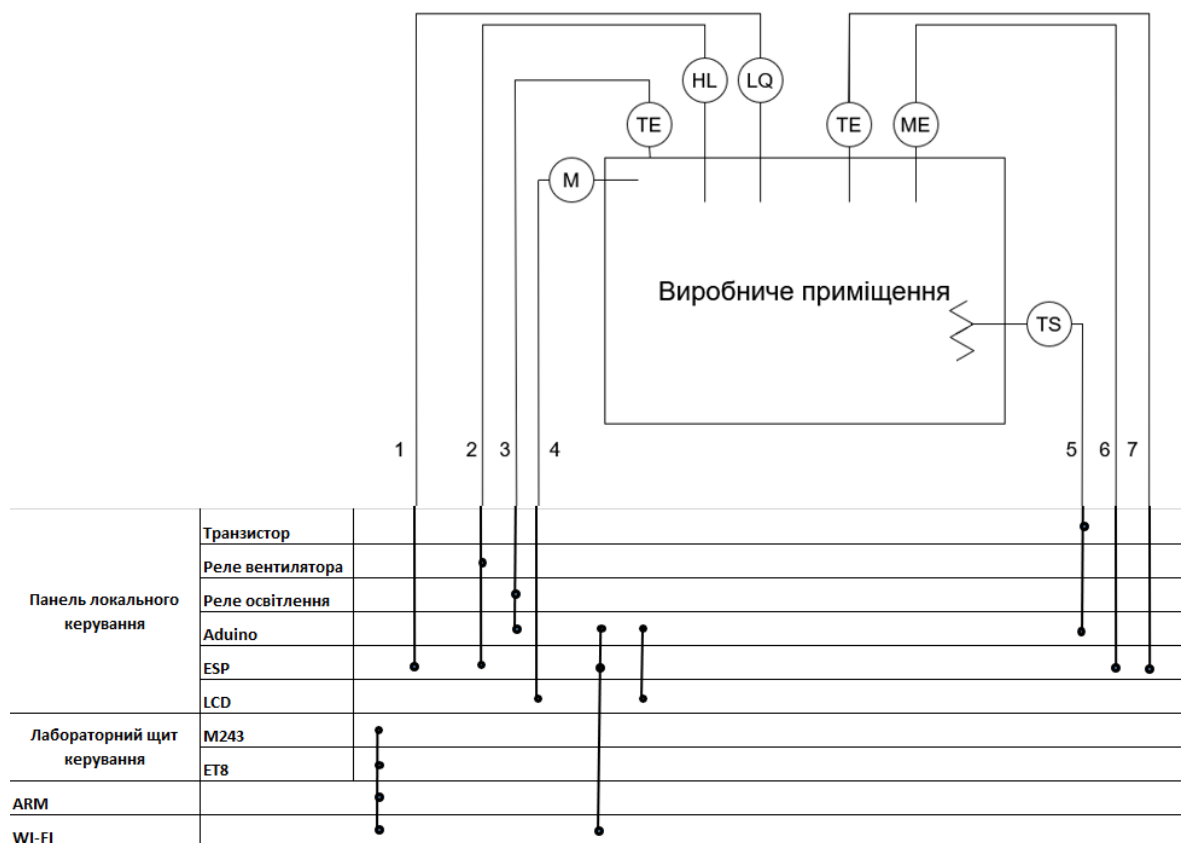 HL
LQ
TE
TE
ME
M
Виробниче приміщення
TS
1
2
3
4
5
6
7
Панель локального
керування
Транзистор
Реле вентилятора
Реле освітлення
Aduino
ESP
LCD
Лабораторний щит
керування
M243
ET8
ARM
WI-FI